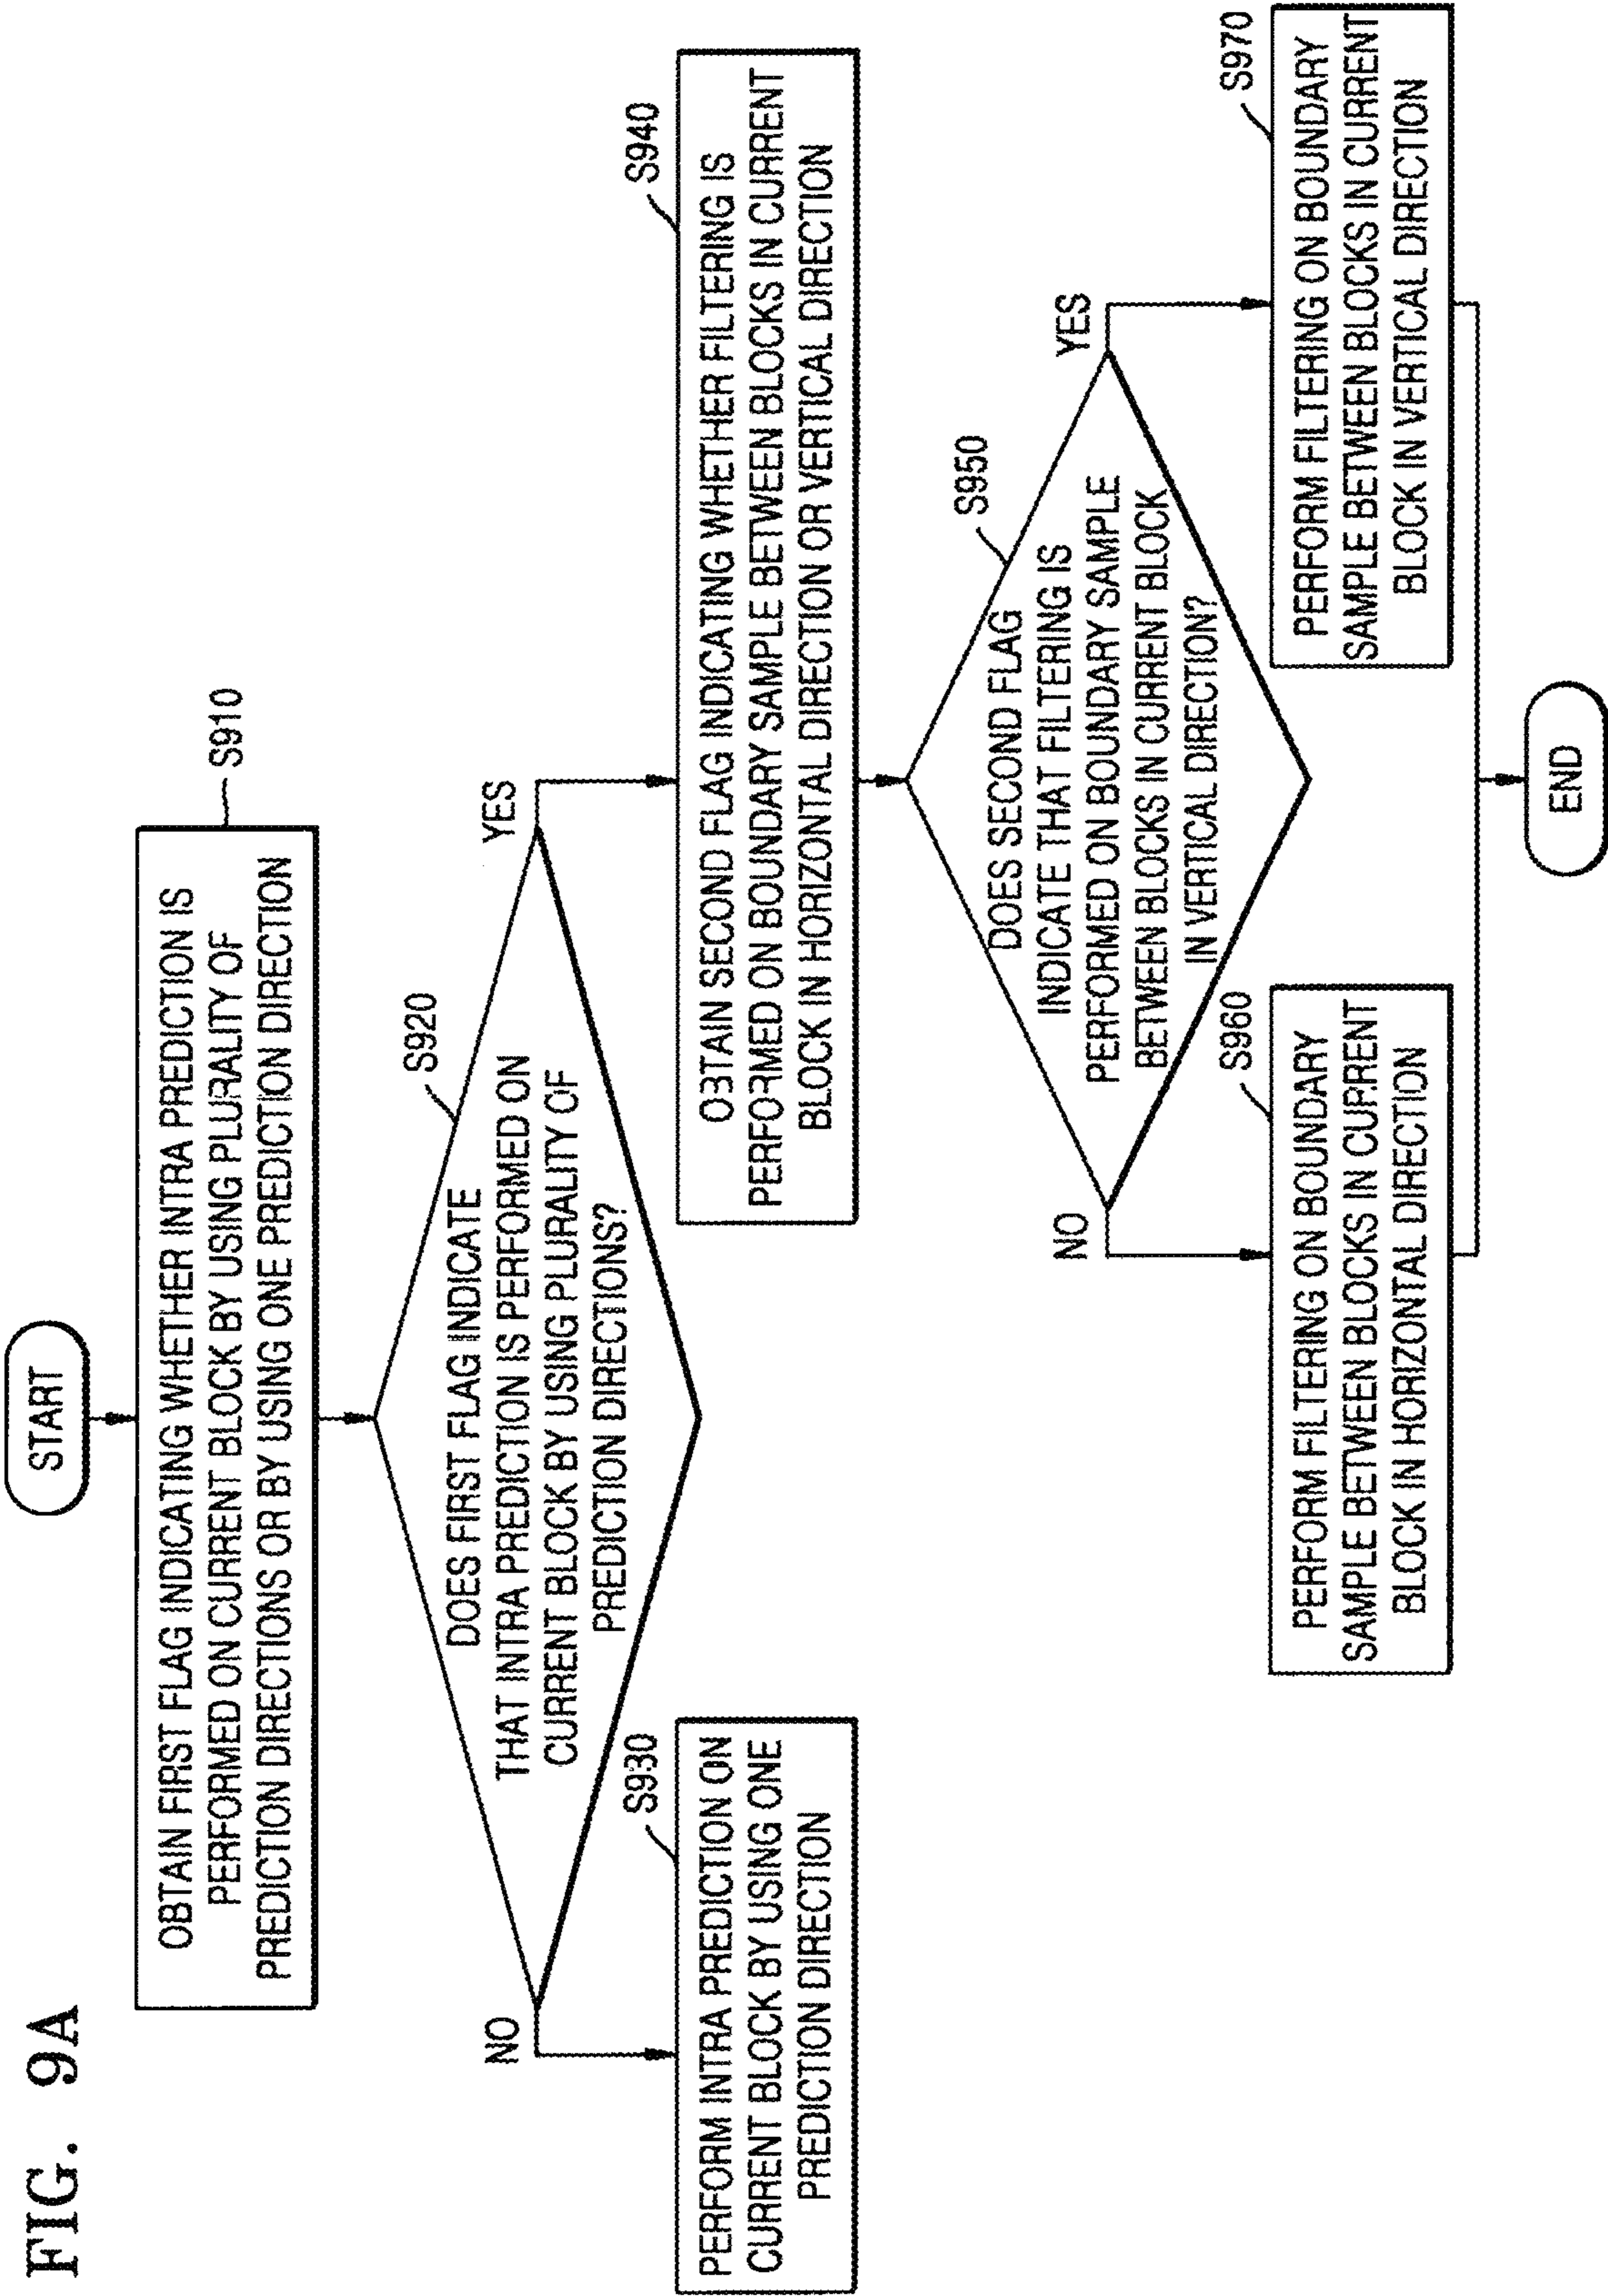 FIG. 9A
START
S910
OBTAIN FIRST FLAG INDICATING WHETHER INTRA PREDICTION IS
PERFORMED ON CURRENT BLOCK BY USING PLURALITY OF
PREDICTION DIRECTIONS OR BY USING ONE PREDICTION DIRECTION
S920
DOES FIRST FLAG INDICATE
THAT INTRA PREDICTION IS PERFORMED ON
CURRENT BLOCK BY USING PLURALITY OF
PREDICTION DIRECTIONS?
NO
YES
S930
PERFORM INTRA PREDICTION ON
CURRENT BLOCK BY USING ONE
PREDICTION DIRECTION
S940
OBTAIN SECOND FLAG INDICATING WHETHER FILTERING IS
PERFORMED ON BOUNDARY SAMPLE BETWEEN BLOCKS IN CURRENT
BLOCK IN HORIZONTAL DIRECTION OR VERTICAL DIRECTION
S950
DOES SECOND FLAG
INDICATE THAT FILTERING IS
PERFORMED ON BOUNDARY SAMPLE
BETWEEN BLOCKS IN CURRENT BLOCK
IN VERTICAL DIRECTION?
NO
YES
S960
PERFORM FILTERING ON BOUNDARY
SAMPLE BETWEEN BLOCKS IN CURRENT
BLOCK IN HORIZONTAL DIRECTION
S970
PERFORM FILTERING ON BOUNDARY
SAMPLE BETWEEN BLOCKS IN CURRENT
BLOCK IN VERTICAL DIRECTION
END